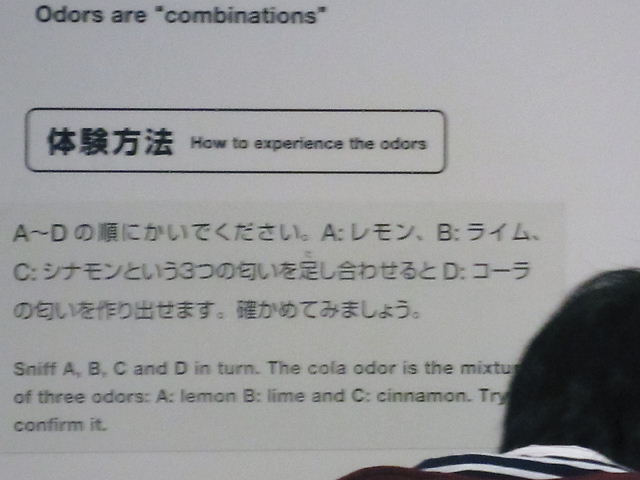 Odors are "combinations"
体験方法 How to experience the odors
A～D の順にかいでください。A: レモン、B: ライム、
C: シナモンという3つの匂いを足し合わせると D: コーラ
の匂いを作り出せます。確かめてみましょう。
Sniff A, B, C and D in turn. The cola odor is the
of three odors: A: lemon B: lime and C: cinnamon. Try
confirm it.